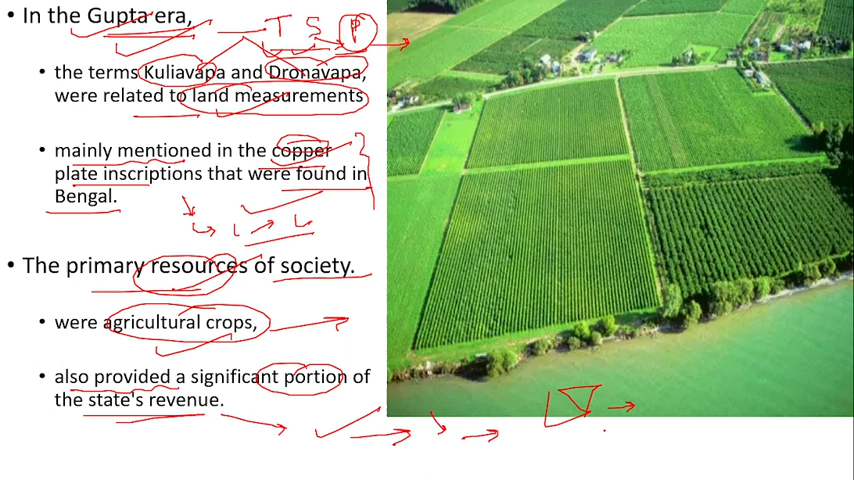 • In the Gupta era,
T S P
• the terms Kuliavapa and Dronavapa,
were related to land measurements
• mainly mentioned in the copper
plate inscriptions that were found in
Bengal.
• The primary resources of society.
• were agricultural crops,
• also provided a significant portion of
the state's revenue.